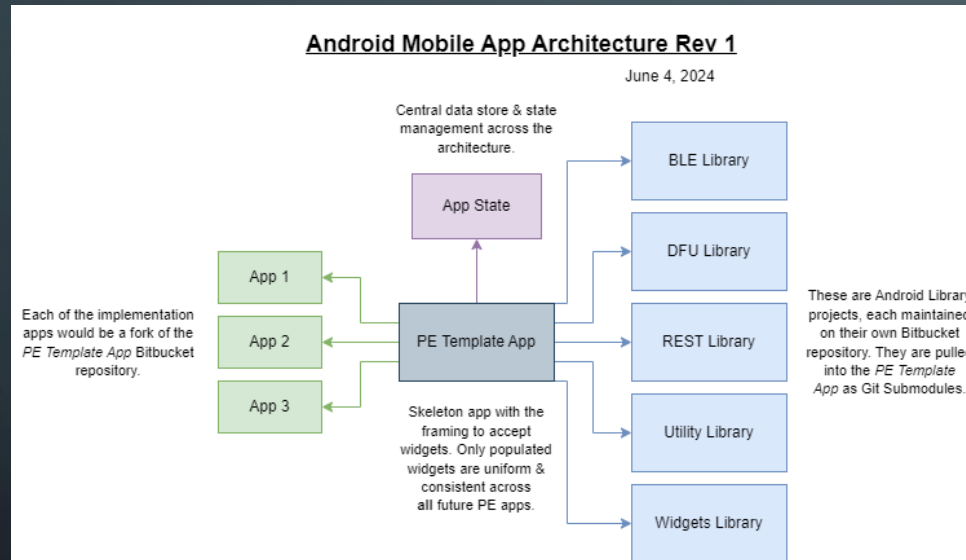 Android Mobile App Architecture Rev 1
June 4, 2024
Central data store & state
management across the
architecture.
App State
BLE Library
DFU Library
REST Library
Utility Library
Widgets Library
PE Template App
App 1
App 2
App 3
Each of the implementation
apps would be a fork of the
PE Template App Bitbucket
repository.
Skeleton app with the
framing to accept
widgets. Only populated
widgets are uniform &
consistent across
all future PE apps.
These are Android Library
projects, each maintained
on their own Bitbucket
repository. They are pulled
into the PE Template
App as Git Submodules.